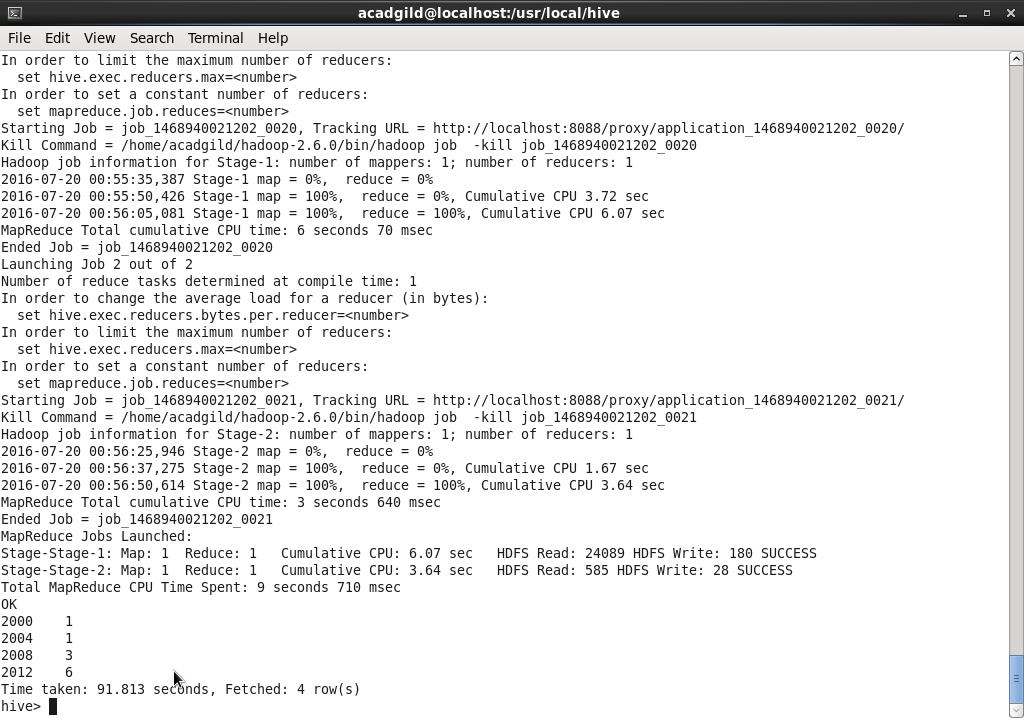 acadgild@localhost:/usr/local/hive
File Edit View Search Terminal Help
In order to limit the maximum number of reducers:
  set hive.exec.reducers.max=<number>
In order to set a constant number of reducers:
  set mapreduce.job.reduces=<number>
Starting Job = job_1468940021202_0020, Tracking URL = http://localhost:8088/proxy/application_1468940021202_0020/
Kill Command = /home/acadgild/hadoop-2.6.0/bin/hadoop job  -kill job_1468940021202_0020
Hadoop job information for Stage-1: number of mappers: 1; number of reducers: 1
2016-07-20 00:55:35,387 Stage-1 map = 0%,  reduce = 0%
2016-07-20 00:55:50,426 Stage-1 map = 100%,  reduce = 0%, Cumulative CPU 3.72 sec
2016-07-20 00:56:05,081 Stage-1 map = 100%,  reduce = 100%, Cumulative CPU 6.07 sec
MapReduce Total cumulative CPU time: 6 seconds 70 msec
Ended Job = job_1468940021202_0020
Launching Job 2 out of 2
Number of reduce tasks determined at compile time: 1
In order to change the average load for a reducer (in bytes):
  set hive.exec.reducers.bytes.per.reducer=<number>
In order to limit the maximum number of reducers:
  set hive.exec.reducers.max=<number>
In order to set a constant number of reducers:
  set mapreduce.job.reduces=<number>
Starting Job = job_1468940021202_0021, Tracking URL = http://localhost:8088/proxy/application_1468940021202_0021/
Kill Command = /home/acadgild/hadoop-2.6.0/bin/hadoop job  -kill job_1468940021202_0021
Hadoop job information for Stage-2: number of mappers: 1; number of reducers: 1
2016-07-20 00:56:25,946 Stage-2 map = 0%,  reduce = 0%
2016-07-20 00:56:37,275 Stage-2 map = 100%,  reduce = 0%, Cumulative CPU 1.67 sec
2016-07-20 00:56:50,614 Stage-2 map = 100%,  reduce = 100%, Cumulative CPU 3.64 sec
MapReduce Total cumulative CPU time: 3 seconds 640 msec
Ended Job = job_1468940021202_0021
MapReduce Jobs Launched:
Stage-Stage-1: Map: 1  Reduce: 1   Cumulative CPU: 6.07 sec   HDFS Read: 24089 HDFS Write: 180 SUCCESS
Stage-Stage-2: Map: 1  Reduce: 1   Cumulative CPU: 3.64 sec   HDFS Read: 585 HDFS Write: 28 SUCCESS
Total MapReduce CPU Time Spent: 9 seconds 710 msec
OK
2000    1
2004    1
2008    3
2012    6
Time taken: 91.813 seconds, Fetched: 4 row(s)
hive>